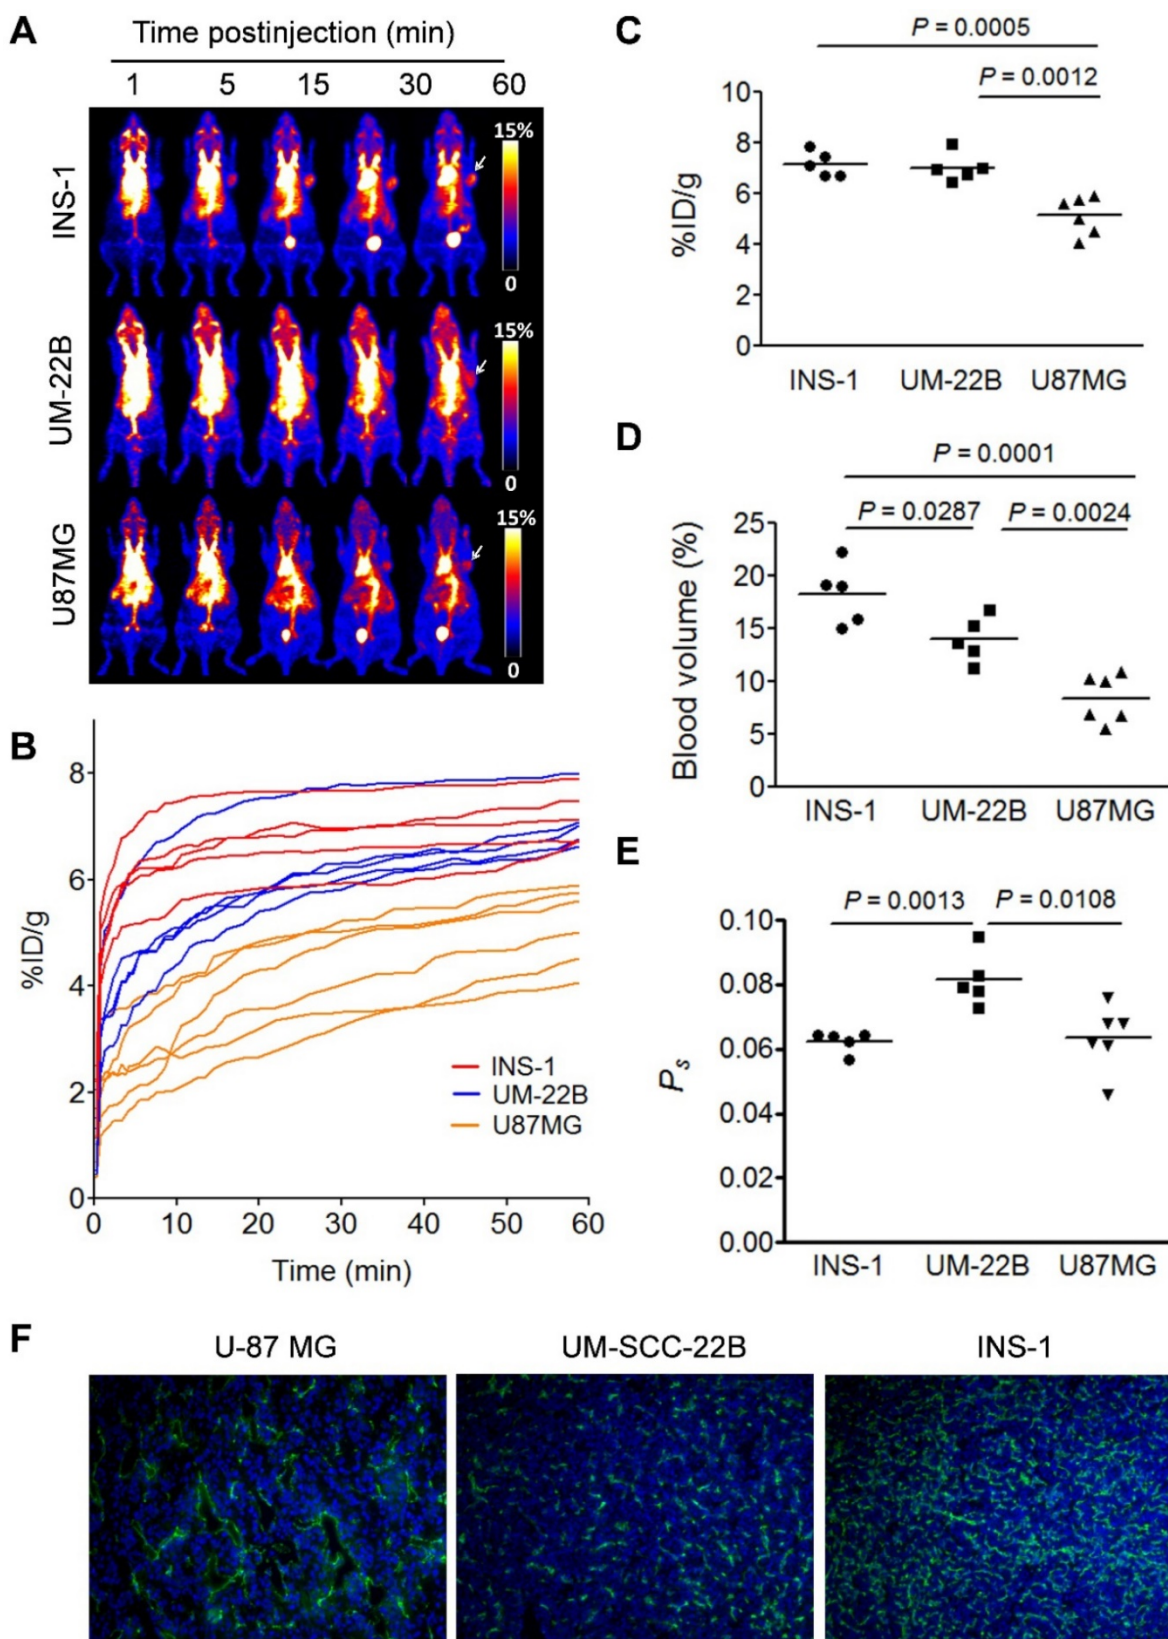 A
Time postinjection (min)
1 5 15 30 60
INS-1
15%
0
UM-22B
15%
0
U87MG
15%
0
B
%ID/g
8
6
4
2
0
0 10 20 30 40 50 60
Time (min)
INS-1
UM-22B
U87MG
C
P = 0.0005
P = 0.0012
%ID/g
10
8
6
4
2
0
INS-1 UM-22B U87MG
D
P = 0.0001
P = 0.0287 P = 0.0024
Blood volume (%)
25
20
15
10
5
0
INS-1 UM-22B U87MG
E
P = 0.0013 P = 0.0108
Ps
0.10
0.08
0.06
0.04
0.02
0.00
INS-1 UM-22B U87MG
F
U-87 MG UM-SCC-22B INS-1